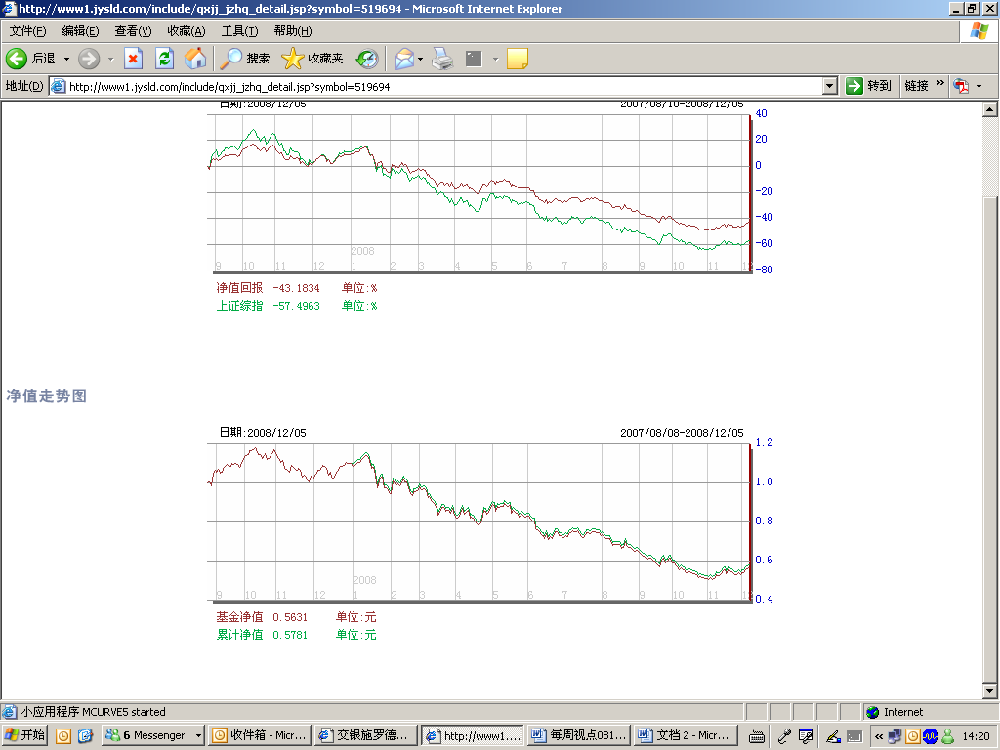 http://www1.jysld.com/include/qxjj_jzhq_detail.jsp?symbol=519694 - Microsoft Internet Explorer
文件(F) 编辑(E) 查看(V) 收藏(A) 工具(T) 帮助(H)
后退 搜索 收藏夹
地址(D) http://www1.jysld.com/include/qxjj_jzhq_detail.jsp?symbol=519694 转到 链接 »
日期:2008/12/05 2007/08/10-2008/12/05
40
20
0
-20
-40
-60
-80
2008
9 10 11 12 1 2 3 4 5 6 7 8 9 10 11 12
净值回报 -43.1834 单位:%
上证综指 -57.4963 单位:%
净值走势图
日期:2008/12/05 2007/08/08-2008/12/05
1.2
1.0
0.8
0.6
0.4
2008
9 10 11 12 1 2 3 4 5 6 7 8 9 10 11 12
基金净值 0.5631 单位:元
累计净值 0.5781 单位:元
小应用程序 MCURVE5 started Internet
开始 6 Messenger 收件箱 - Micr... 交银施罗德... http://www1.... 每周视点081... 文档 2 - Micr... « 14:20